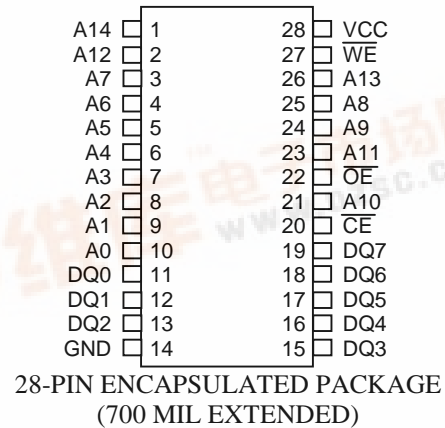 A14 1 28 VCC
A12 2 27 W̅E̅
A7 3 26 A13
A6 4 25 A8
A5 5 24 A9
A4 6 23 A11
A3 7 22 O̅E̅
A2 8 21 A10
A1 9 20 C̅E̅
A0 10 19 DQ7
DQ0 11 18 DQ6
DQ1 12 17 DQ5
DQ2 13 16 DQ4
GND 14 15 DQ3
28-PIN ENCAPSULATED PACKAGE
(700 MIL EXTENDED)